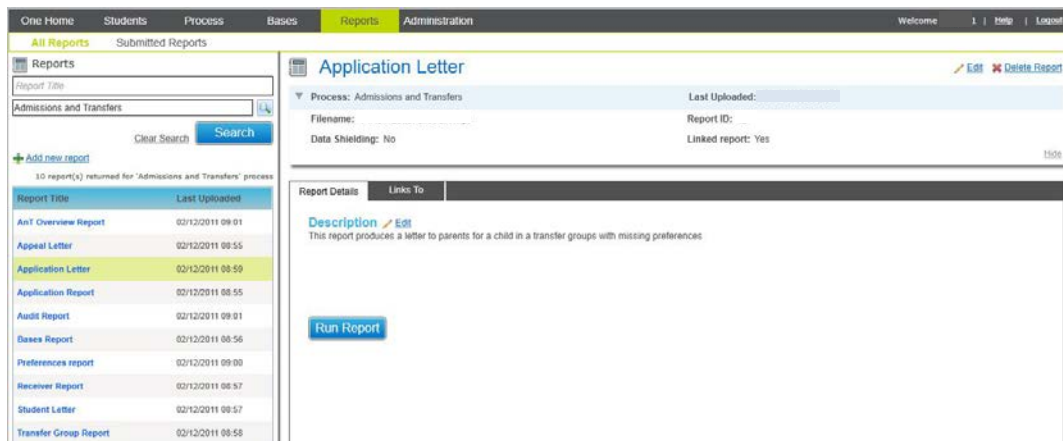 One Home Students Process Bases Reports Administration Welcome 1 | Help | Logout
All Reports Submitted Reports
Reports
Report Title
Admissions and Transfers
Clear Search Search
Add new report
10 report(s) returned for 'Admissions and Transfers' process
Report Title Last Uploaded
AnT Overview Report 02/12/2011 09:01
Appeal Letter 02/12/2011 08:55
Application Letter 02/12/2011 08:59
Application Report 02/12/2011 08:55
Audit Report 02/12/2011 09:01
Bases Report 02/12/2011 08:56
Preferences report 02/12/2011 09:00
Receiver Report 02/12/2011 08:57
Student Letter 02/12/2011 08:57
Transfer Group Report 02/12/2011 08:58
Application Letter Edit Delete Report
Process: Admissions and Transfers Last Uploaded:
Filename: Report ID:
Data Shielding: No Linked report: Yes
Hide
Report Details Links To
Description Edit
This report produces a letter to parents for a child in a transfer groups with missing preferences
Run Report